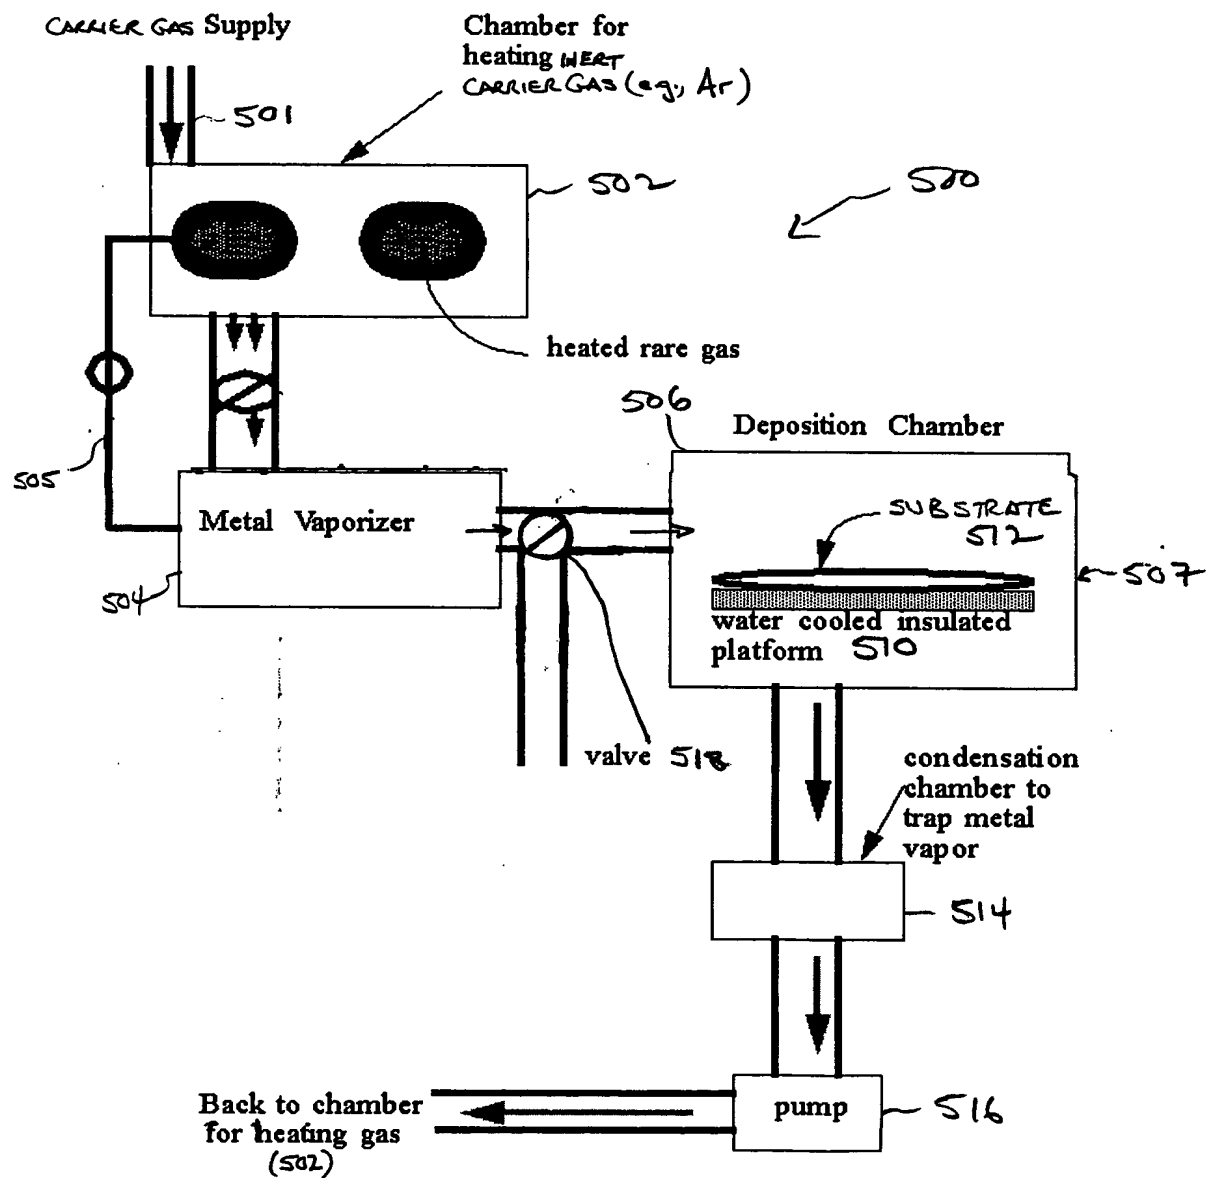 CARRIER GAS Supply
Chamber for
heating INERT
CARRIER GAS (e.g., Ar)
501
502
500
heated rare gas
506
Deposition Chamber
505
Metal Vaporizer
SUBSTRATE
512
507
504
water cooled insulated
platform 510
valve 518
condensation
chamber to
trap metal
vapor
514
Back to chamber
for heating gas
(502)
pump
516